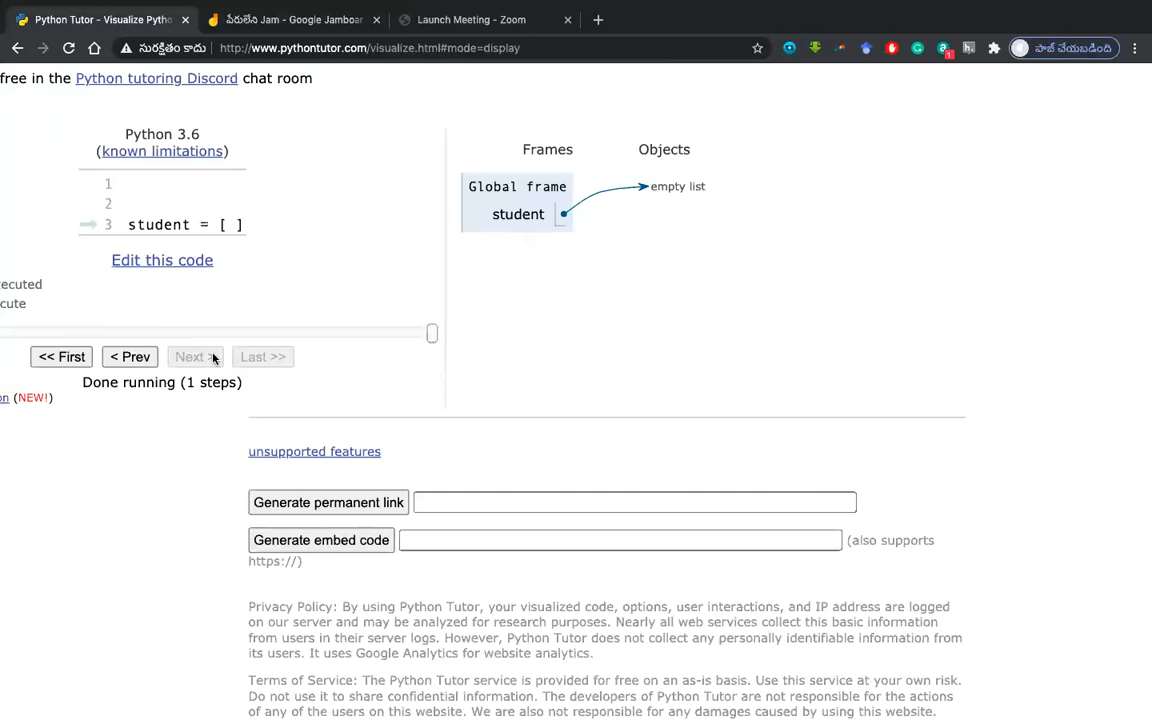 Python Tutor - Visualize Pytho
పేరులేని Jam - Google Jamboar
Launch Meeting - Zoom
సురక్షితం కాదు
http://www.pythontutor.com/visualize.html#mode=display
పాజ్ చేయబడింది
free in the Python tutoring Discord chat room
Python 3.6
(known limitations)
1
2
3 student = [ ]
Edit this code
ecuted
cute
<< First < Prev Next > Last >>
Done running (1 steps)
on (NEW!)
Frames Objects
Global frame
student
empty list
unsupported features
Generate permanent link
Generate embed code (also supports
https://)
Privacy Policy: By using Python Tutor, your visualized code, options, user interactions, and IP address are logged
on our server and may be analyzed for research purposes. Nearly all web services collect this basic information
from users in their server logs. However, Python Tutor does not collect any personally identifiable information from
its users. It uses Google Analytics for website analytics.
Terms of Service: The Python Tutor service is provided for free on an as-is basis. Use this service at your own risk.
Do not use it to share confidential information. The developers of Python Tutor are not responsible for the actions
of any of the users on this website. We are also not responsible for any damages caused by using this website.